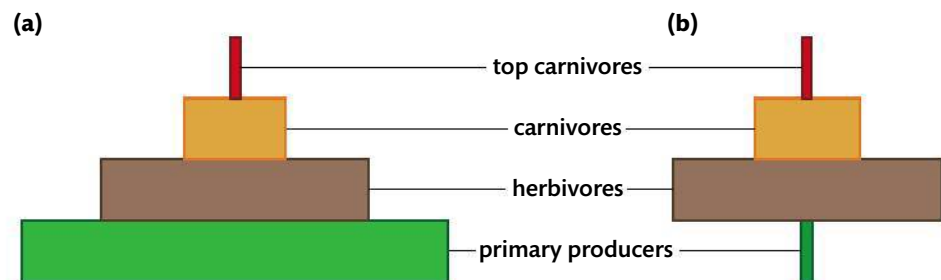 (a)
(b)
top carnivores
carnivores
herbivores
primary producers